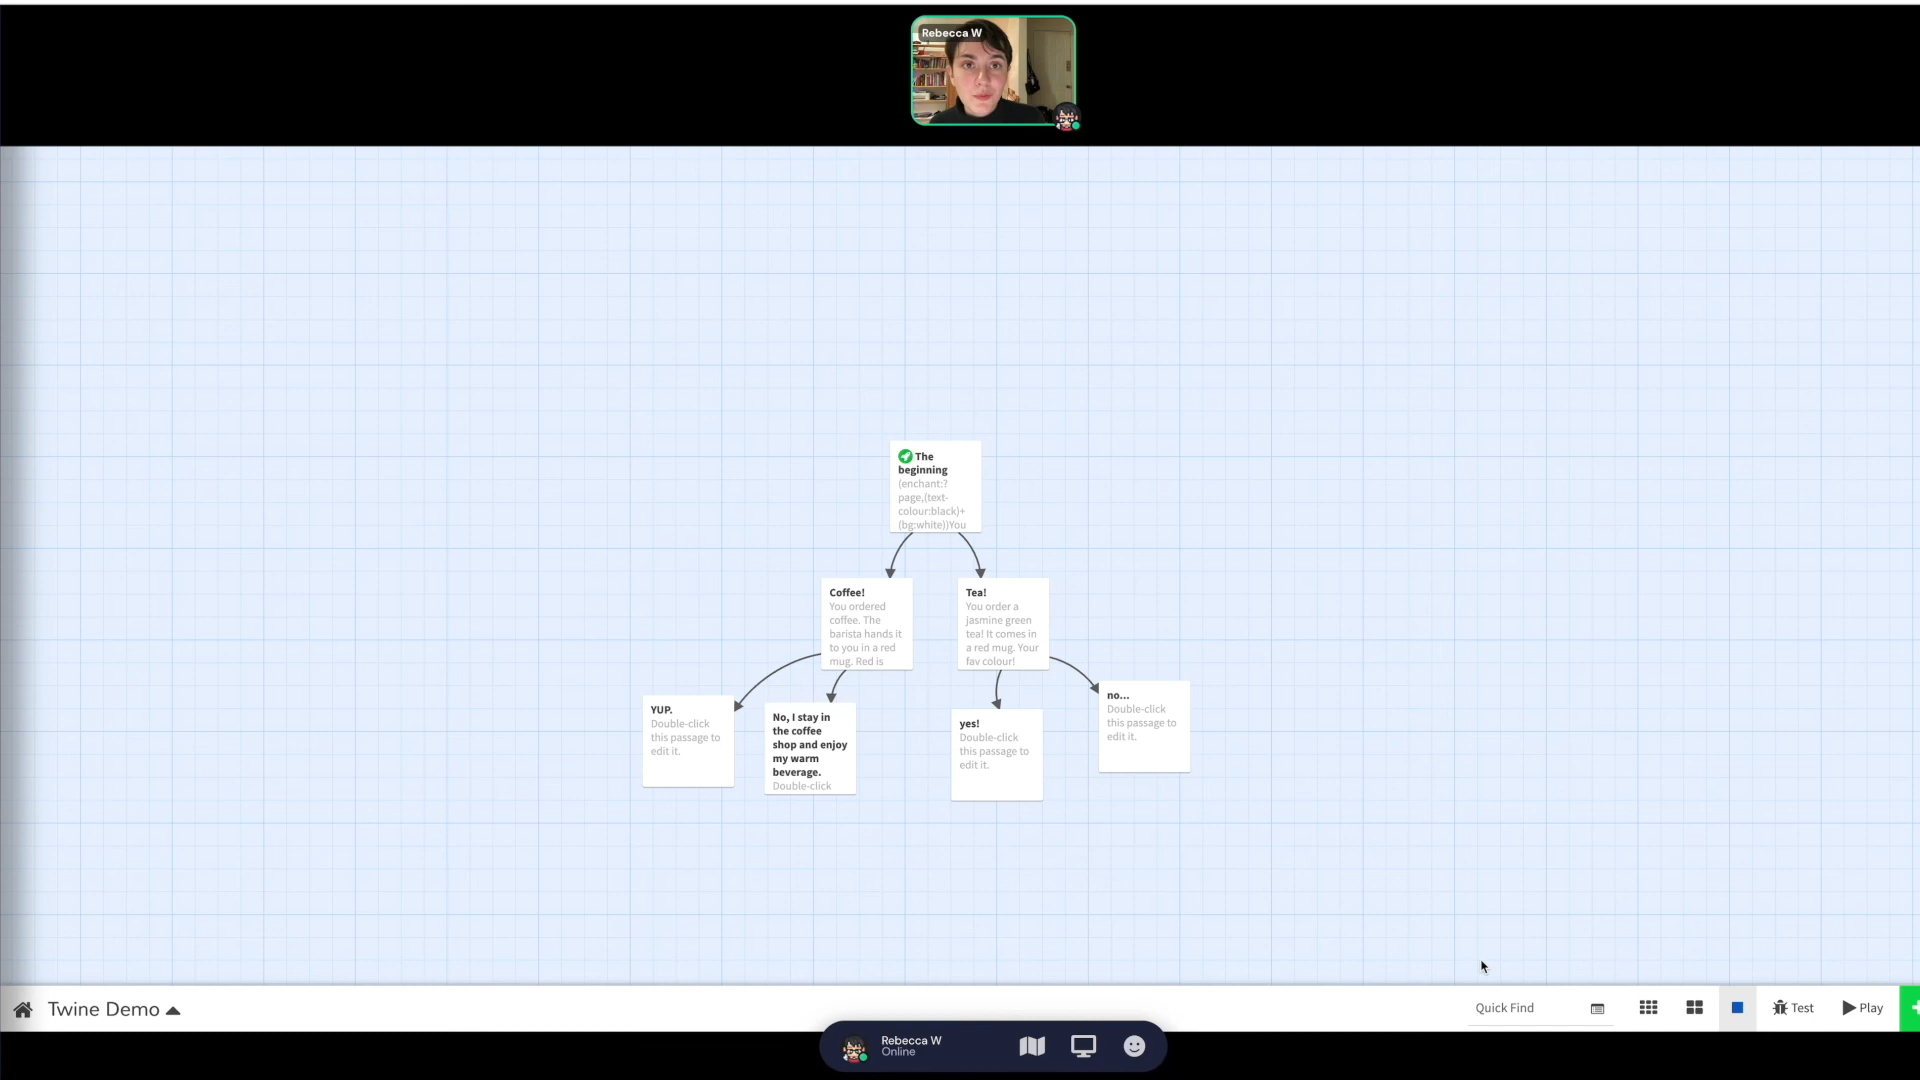 Rebecca W
The
beginning
(enchant:?
page,(text-
colour:black)+
(bg:white))You
Coffee!
You ordered
coffee. The
barista hands it
to you in a red
mug. Red is
Tea!
You order a
jasmine green
tea! It comes in
a red mug. Your
fav colour!
YUP.
Double-click
this passage to
edit it.
No, I stay in
the coffee
shop and enjoy
my warm
beverage.
Double-click
yes!
Double-click
this passage to
edit it.
no...
Double-click
this passage to
edit it.
Twine Demo
Quick Find
Test
Play
Rebecca W
Online